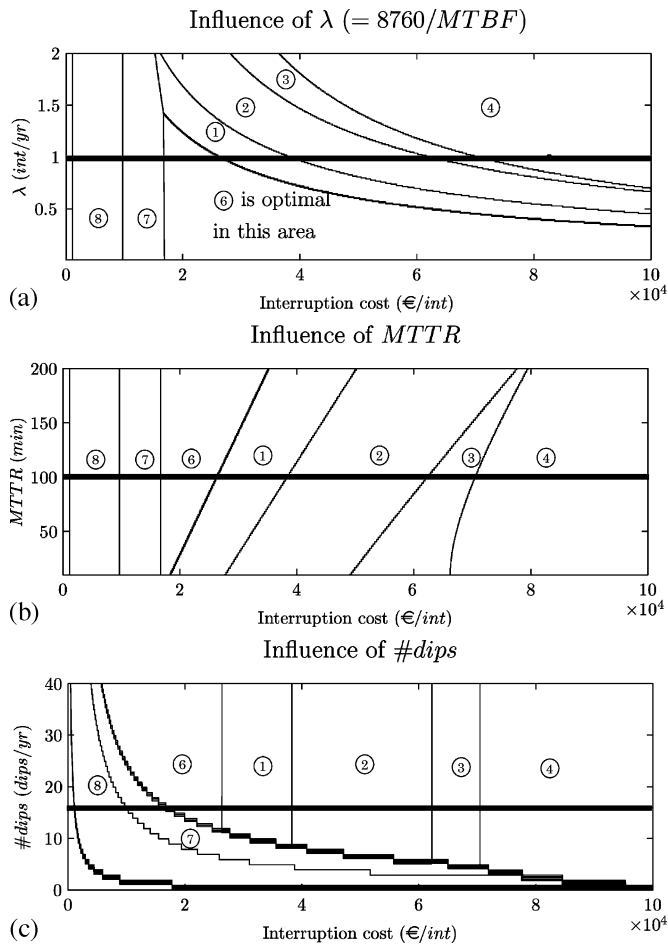 Influence of λ (= 8760/MTBF)
2
1.5
1
0.5
0
λ (int/yr)
③
② ④
①
⑥ is optimal
in this area
⑧ ⑦
0 2 4 6 8 10
×10⁴
Interruption cost (€/int)
(a)
Influence of MTTR
200
150
100
50
MTTR (min)
⑧ ⑦ ⑥ ① ② ③ ④
0 2 4 6 8 10
×10⁴
Interruption cost (€/int)
(b)
Influence of #dips
40
30
20
10
0
#dips (dips/yr)
⑥ ① ② ③ ④
⑧
⑦
0 2 4 6 8 10
×10⁴
Interruption cost (€/int)
(c)